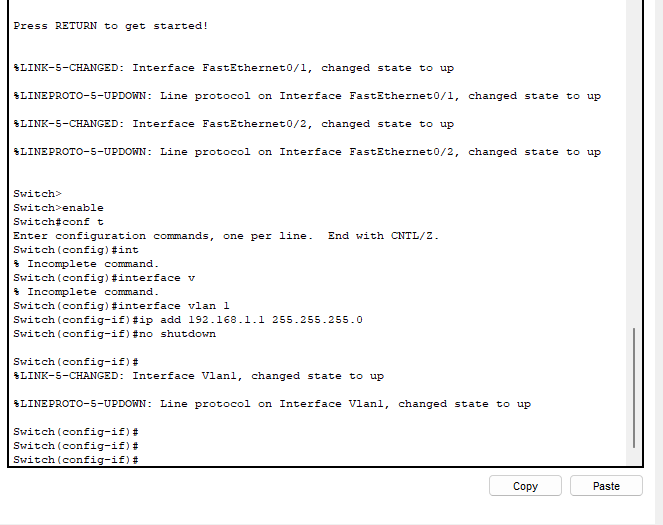 Press RETURN to get started!
%LINK-5-CHANGED: Interface FastEthernet0/1, changed state to up
%LINEPROTO-5-UPDOWN: Line protocol on Interface FastEthernet0/1, changed state to up
%LINK-5-CHANGED: Interface FastEthernet0/2, changed state to up
%LINEPROTO-5-UPDOWN: Line protocol on Interface FastEthernet0/2, changed state to up
Switch>
Switch>enable
Switch#conf t
Enter configuration commands, one per line.  End with CNTL/Z.
Switch(config)#int
% Incomplete command.
Switch(config)#interface v
% Incomplete command.
Switch(config)#interface vlan 1
Switch(config-if)#ip add 192.168.1.1 255.255.255.0
Switch(config-if)#no shutdown
Switch(config-if)#
%LINK-5-CHANGED: Interface Vlan1, changed state to up
%LINEPROTO-5-UPDOWN: Line protocol on Interface Vlan1, changed state to up
Switch(config-if)#
Switch(config-if)#
Switch(config-if)#
Copy Paste